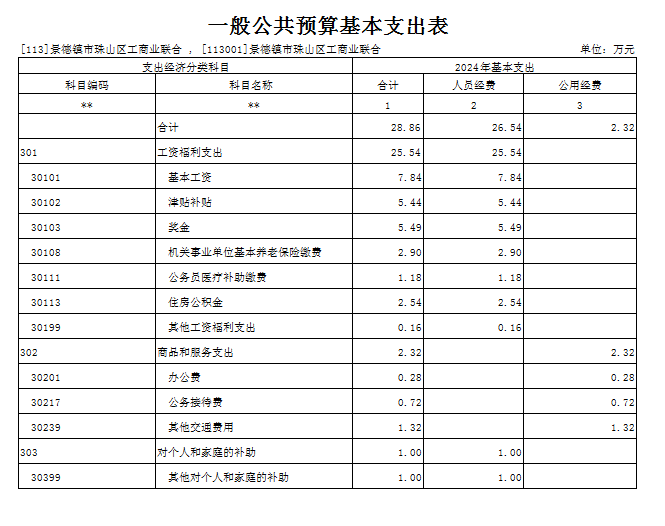 一般公共预算基本支出表
[113]景德镇市珠山区工商业联合 , [113001]景德镇市珠山区工商业联合 单位: 万元
支出经济分类科目 2024年基本支出
科目编码 科目名称 合计 人员经费 公用经费
** ** 1 2 3
合计 28.86 26.54 2.32
301 工资福利支出 25.54 25.54
30101 基本工资 7.84 7.84
30102 津贴补贴 5.44 5.44
30103 奖金 5.49 5.49
30108 机关事业单位基本养老保险缴费 2.90 2.90
30111 公务员医疗补助缴费 1.18 1.18
30113 住房公积金 2.54 2.54
30199 其他工资福利支出 0.16 0.16
302 商品和服务支出 2.32 2.32
30201 办公费 0.28 0.28
30217 公务接待费 0.72 0.72
30239 其他交通费用 1.32 1.32
303 对个人和家庭的补助 1.00 1.00
30399 其他对个人和家庭的补助 1.00 1.00